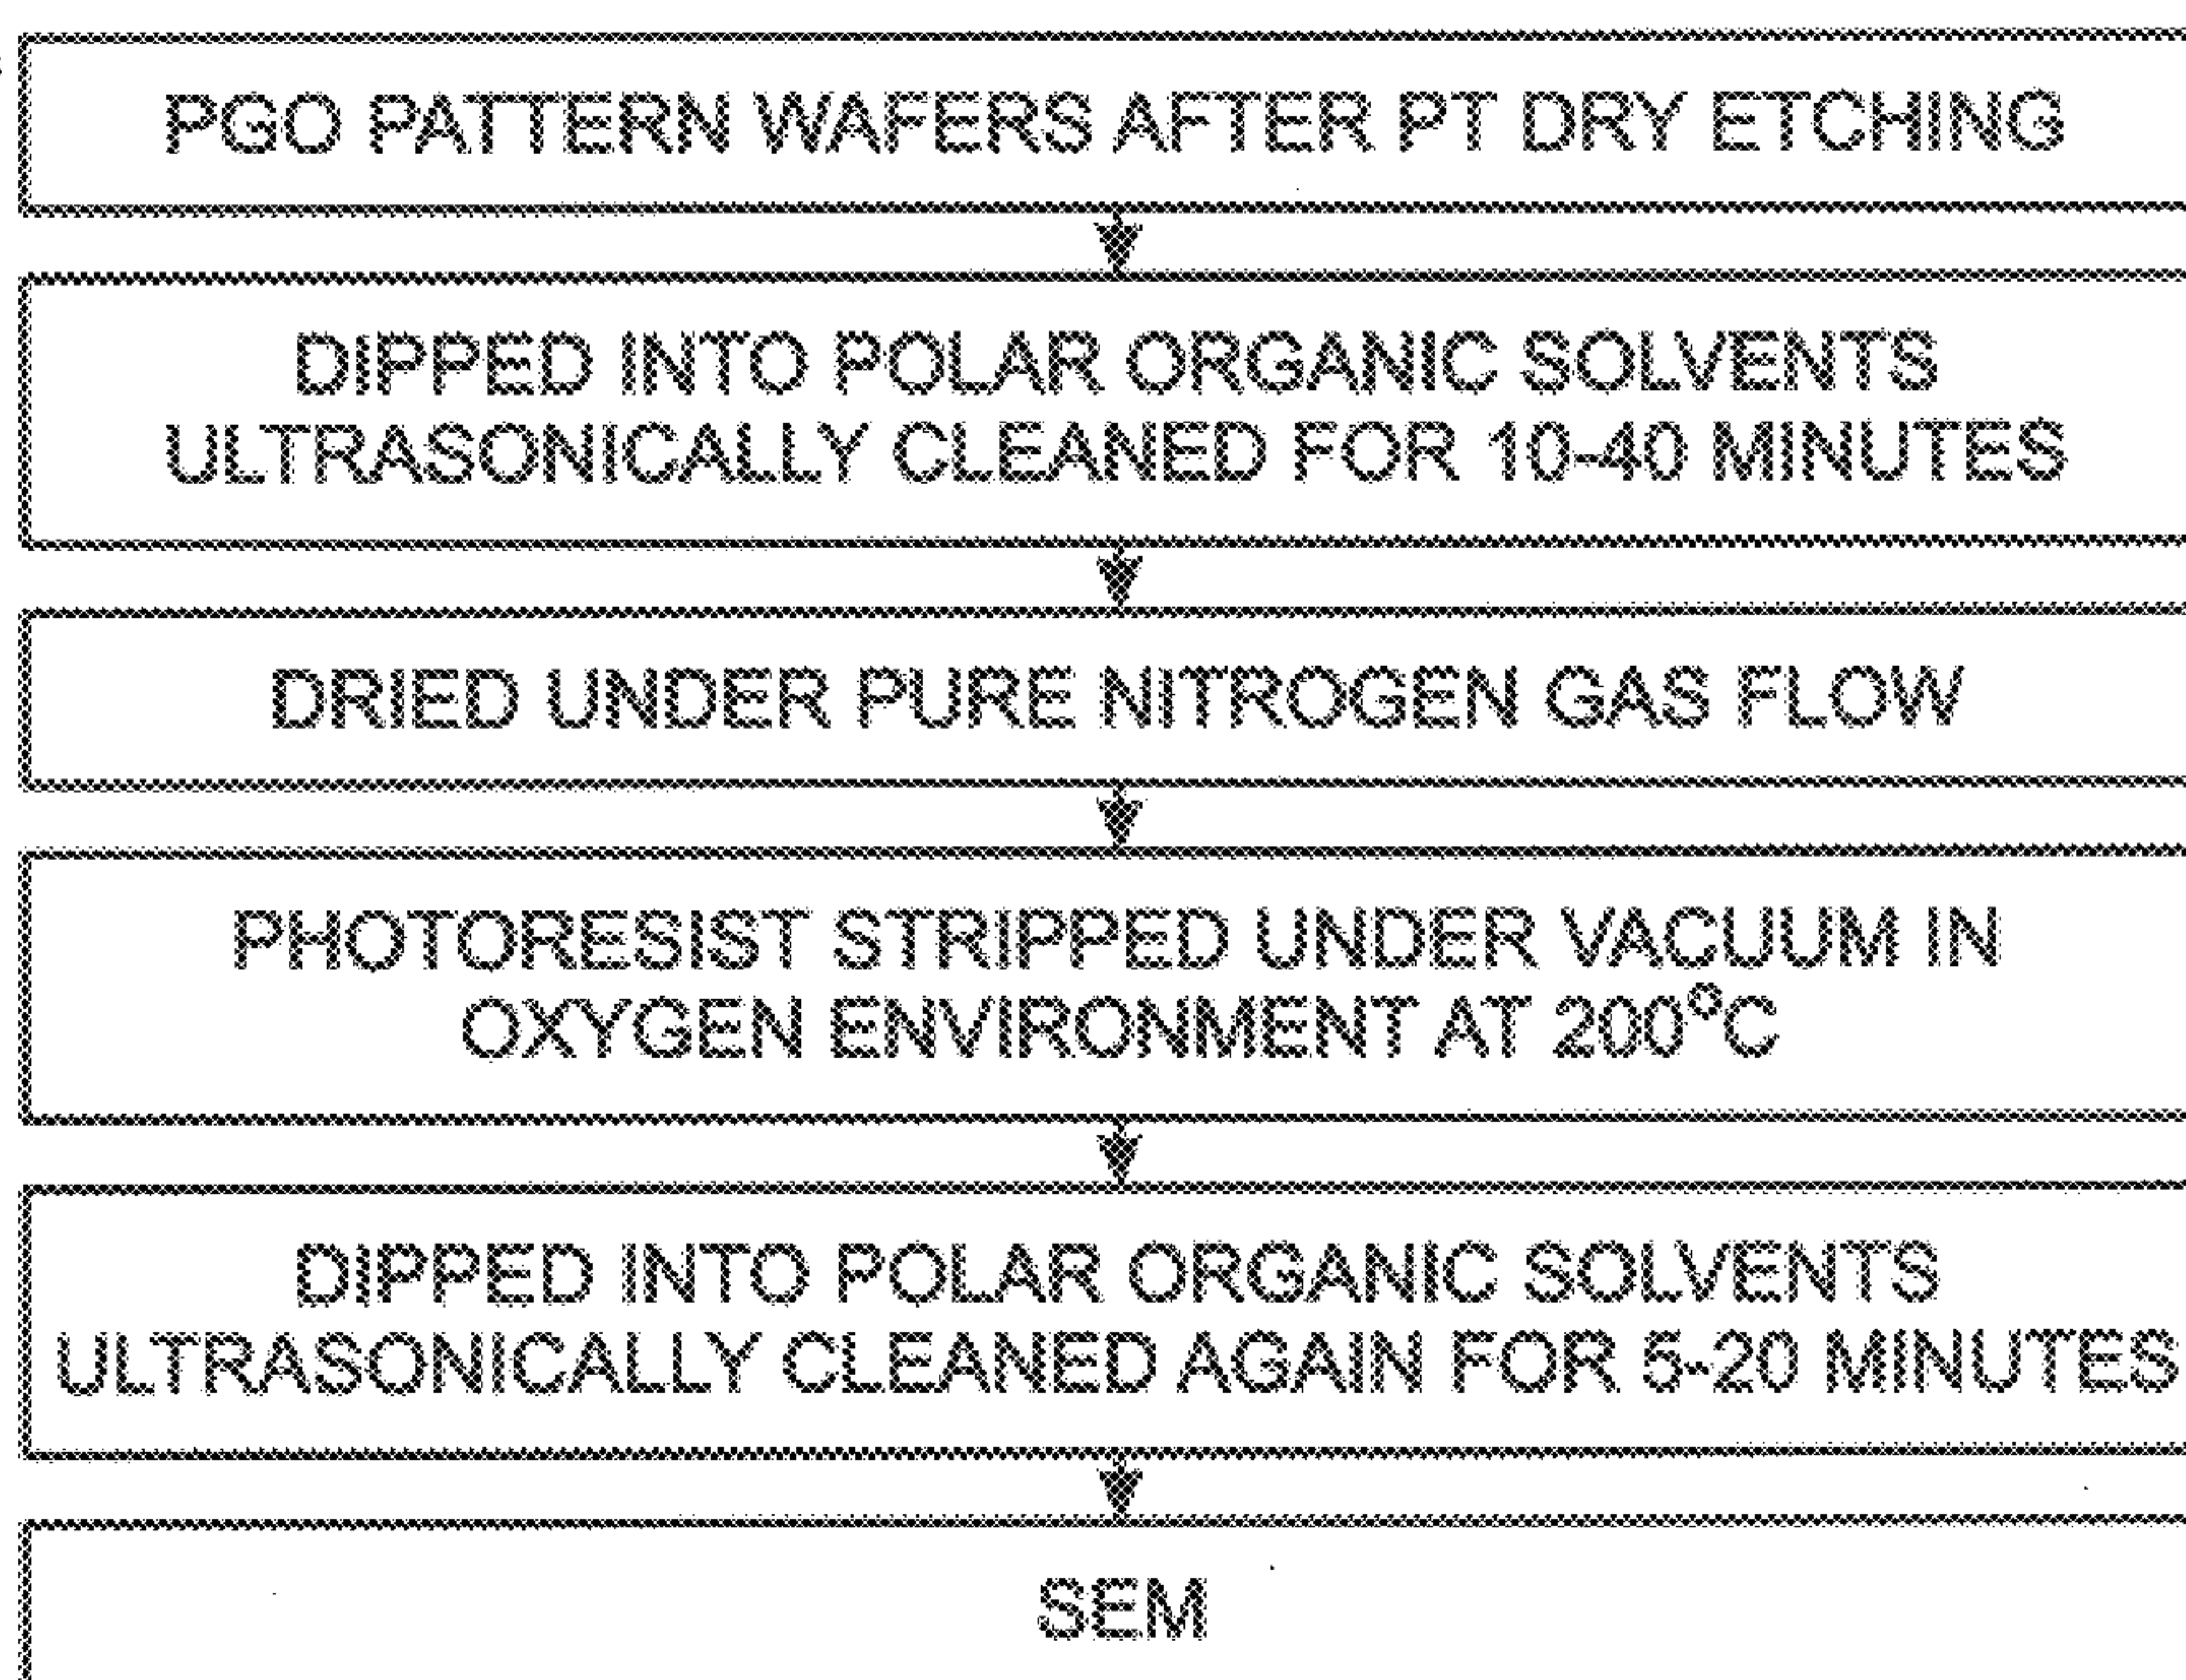 PGO PATTERN WAFERS AFTER PT DRY ETCHING
DIPPED INTO POLAR ORGANIC SOLVENTS
ULTRASONICALLY CLEANED FOR 10-40 MINUTES
DRIED UNDER PURE NITROGEN GAS FLOW
PHOTORESIST STRIPPED UNDER VACUUM IN
OXYGEN ENVIRONMENT AT 200°C
DIPPED INTO POLAR ORGANIC SOLVENTS
ULTRASONICALLY CLEANED AGAIN FOR 5-20 MINUTES
SEM